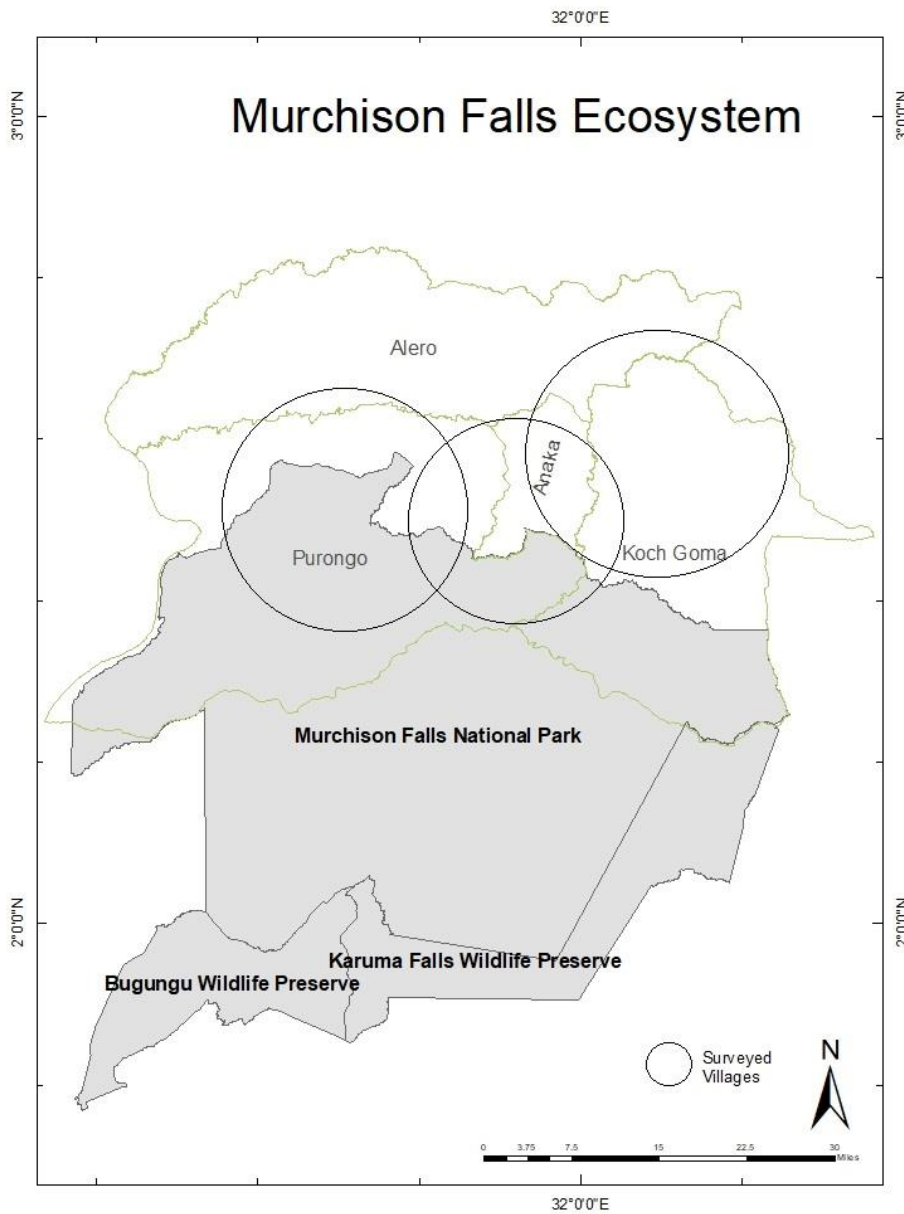 32°0'0"E
3°0'0"N
3°0'0"N
Murchison Falls Ecosystem
Alero
Anaka
Purongo
Koch Goma
Murchison Falls National Park
2°0'0"N
2°0'0"N
Karuma Falls Wildlife Preserve
Bugungu Wildlife Preserve
Surveyed
Villages
N
0 3.75 7.5 15 22.5 30
Miles
32°0'0"E